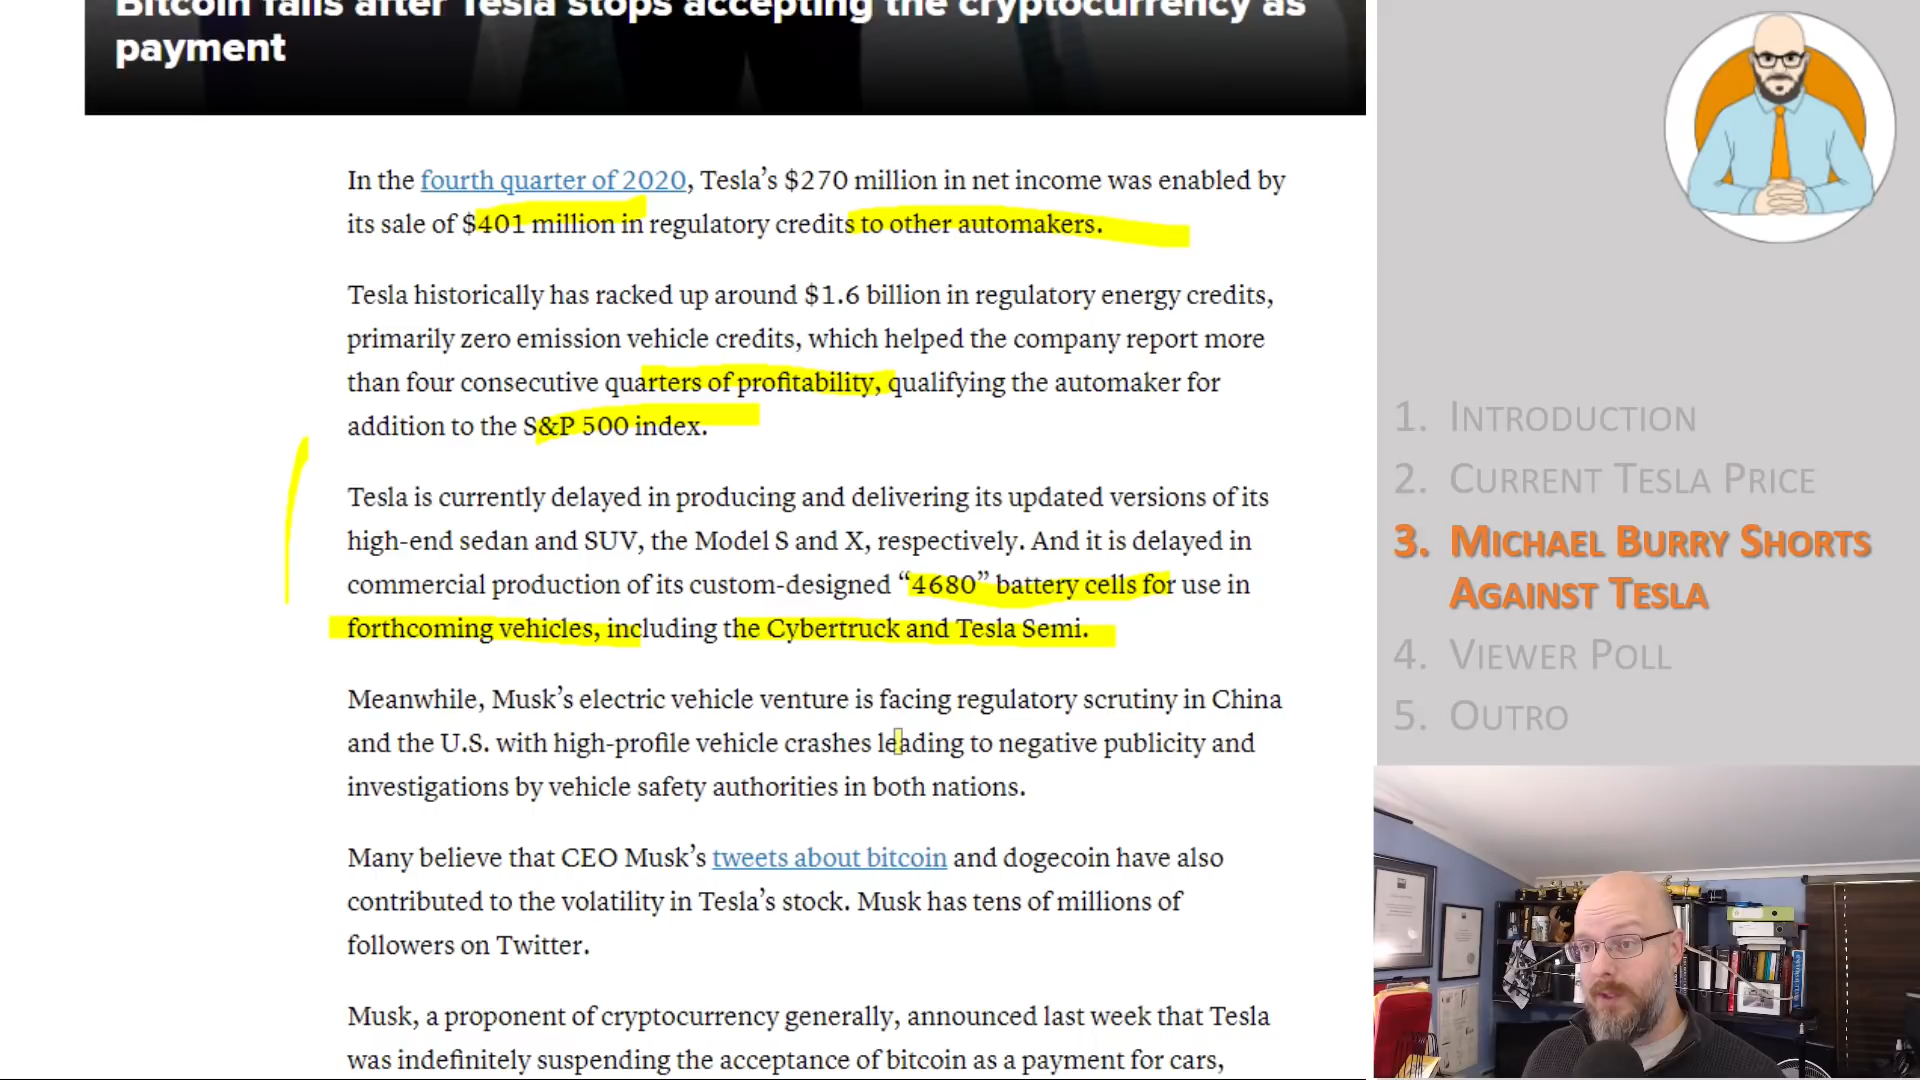 Bitcoin falls after Tesla stops accepting the cryptocurrency as
payment
In the fourth quarter of 2020, Tesla’s $270 million in net income was enabled by
its sale of $401 million in regulatory credits to other automakers.
Tesla historically has racked up around $1.6 billion in regulatory energy credits,
primarily zero emission vehicle credits, which helped the company report more
than four consecutive quarters of profitability, qualifying the automaker for
addition to the S&P 500 index.
Tesla is currently delayed in producing and delivering its updated versions of its
high-end sedan and SUV, the Model S and X, respectively. And it is delayed in
commercial production of its custom-designed “4680” battery cells for use in
forthcoming vehicles, including the Cybertruck and Tesla Semi.
Meanwhile, Musk’s electric vehicle venture is facing regulatory scrutiny in China
and the U.S. with high-profile vehicle crashes leading to negative publicity and
investigations by vehicle safety authorities in both nations.
Many believe that CEO Musk’s tweets about bitcoin and dogecoin have also
contributed to the volatility in Tesla’s stock. Musk has tens of millions of
followers on Twitter.
Musk, a proponent of cryptocurrency generally, announced last week that Tesla
was indefinitely suspending the acceptance of bitcoin as a payment for cars,
1. Introduction
2. Current Tesla Price
3. Michael Burry Shorts
Against Tesla
4. Viewer Poll
5. Outro